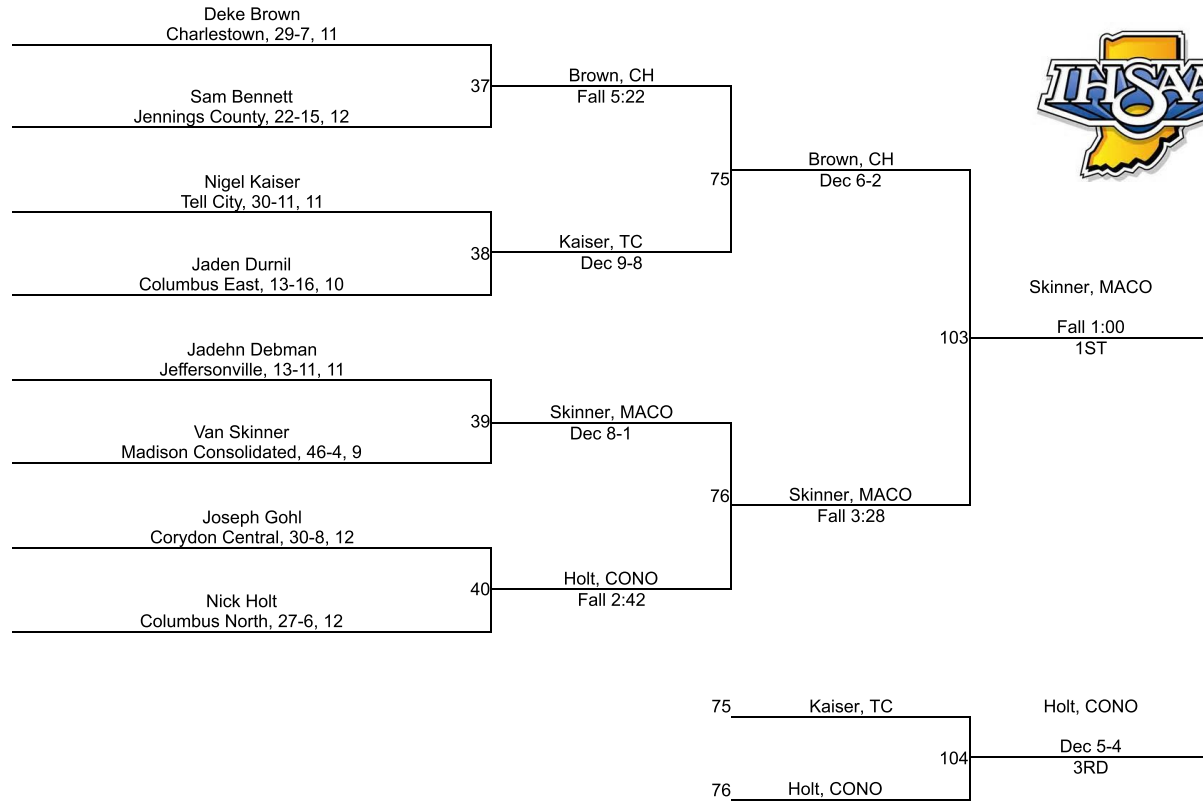 Deke Brown
Charlestown, 29-7, 11
Sam Bennett
Jennings County, 22-15, 12
37
Brown, CH
Fall 5:22
Nigel Kaiser
Tell City, 30-11, 11
Jaden Durnil
Columbus East, 13-16, 10
38
Kaiser, TC
Dec 9-8
75
Brown, CH
Dec 6-2
Jadehn Debman
Jeffersonville, 13-11, 11
Van Skinner
Madison Consolidated, 46-4, 9
39
Skinner, MACO
Dec 8-1
Joseph Gohl
Corydon Central, 30-8, 12
Nick Holt
Columbus North, 27-6, 12
40
Holt, CONO
Fall 2:42
76
Skinner, MACO
Fall 3:28
103
Skinner, MACO
Fall 1:00
1ST
IHSAA
75
Kaiser, TC
76
Holt, CONO
104
Holt, CONO
Dec 5-4
3RD